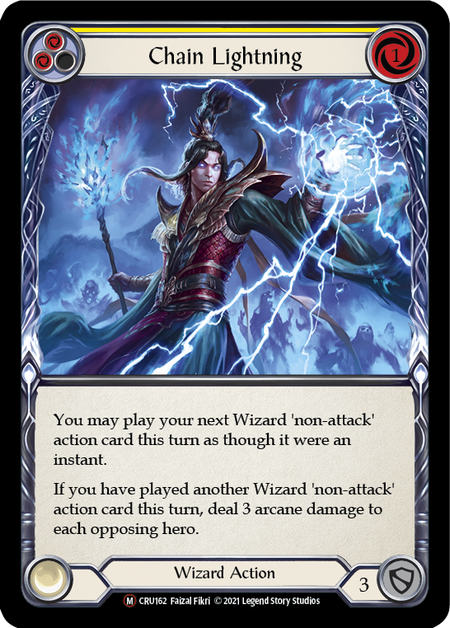 Chain Lightning
1
You may play your next Wizard 'non-attack'
action card this turn as though it were an
instant.
If you have played another Wizard 'non-attack'
action card this turn, deal 3 arcane damage to
each opposing hero.
Wizard Action
3
M CRU162 Faizal Fikri © 2021 Legend Story Studios